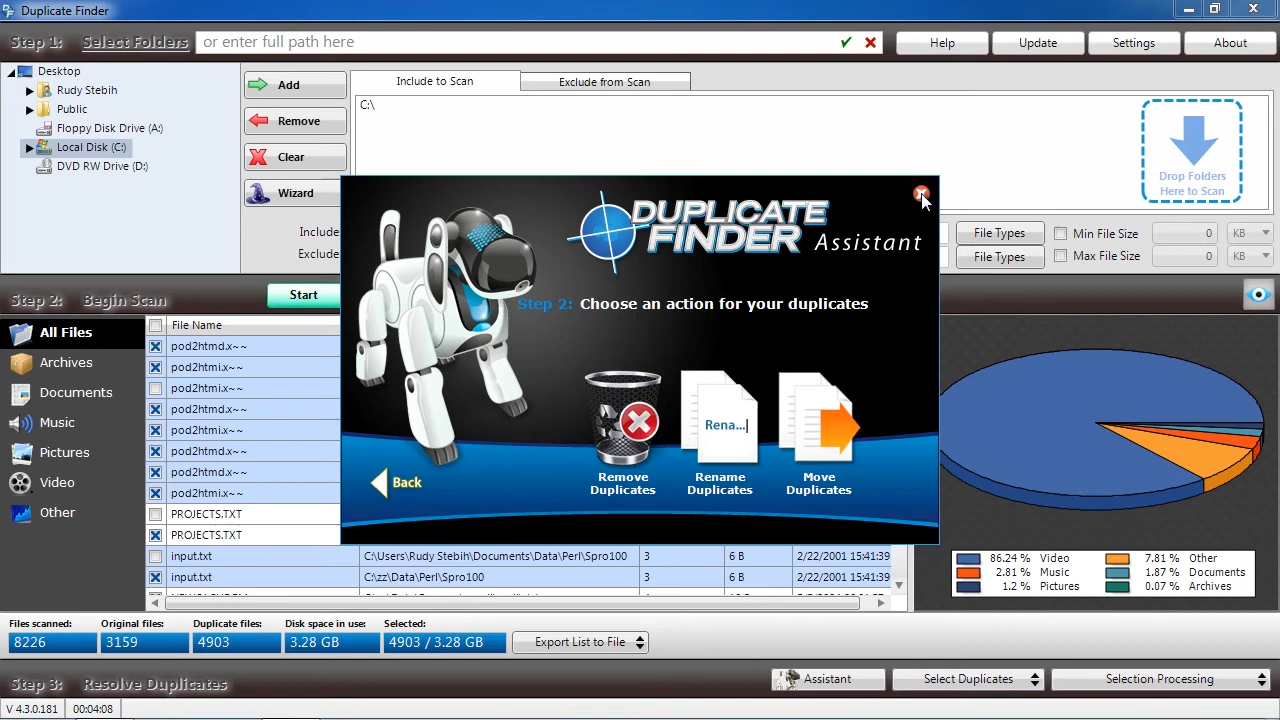 Duplicate Finder
Step 1: Select Folders
or enter full path here
Help
Update
Settings
About
Desktop
Rudy Stebih
Public
Floppy Disk Drive (A:)
Local Disk (C:)
DVD RW Drive (D:)
Add
Remove
Clear
Wizard
Include to Scan
Exclude from Scan
C:\
Drop Folders
Here to Scan
Include
Exclude
File Types
Min File Size
0
KB
File Types
Max File Size
0
KB
DUPLICATE
FINDER Assistant
Step 2: Choose an action for your duplicates
Rena...
Remove
Duplicates
Rename
Duplicates
Move
Duplicates
Back
Step 2: Begin Scan
Start
All Files
Archives
Documents
Music
Pictures
Video
Other
File Name
pod2htmd.x~~
pod2htmi.x~~
pod2htmi.x~~
pod2htmd.x~~
pod2htmi.x~~
pod2htmd.x~~
pod2htmd.x~~
pod2htmi.x~~
PROJECTS.TXT
PROJECTS.TXT
input.txt C:\Users\Rudy Stebih\Documents\Data\Perl\Spro100 3 6 B 2/22/2001 15:41:39
input.txt C:\zz\Data\Perl\Spro100 3 6 B 2/22/2001 15:41:39
86.24 % Video 7.81 % Other
2.81 % Music 1.87 % Documents
1.2 % Pictures 0.07 % Archives
Files scanned: Original files: Duplicate files: Disk space in use: Selected:
8226 3159 4903 3.28 GB 4903 / 3.28 GB
Export List to File
Step 3: Resolve Duplicates
Assistant
Select Duplicates
Selection Processing
V 4.3.0.181 00:04:08